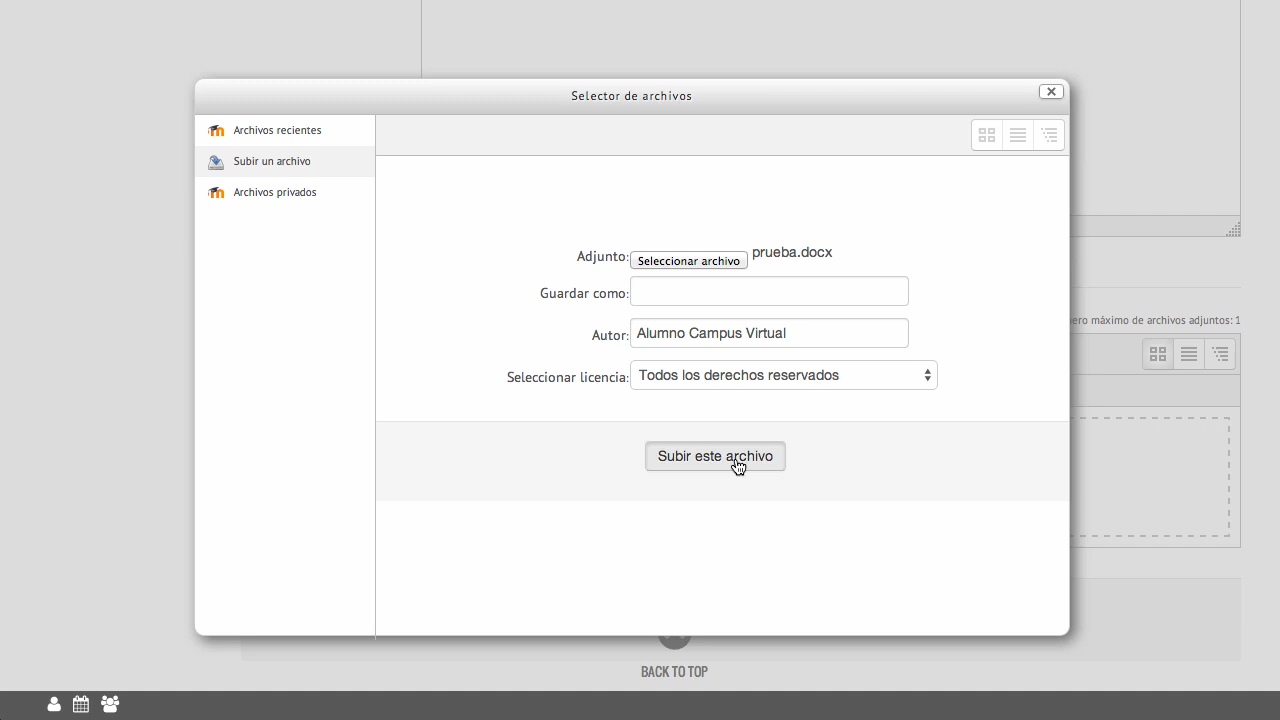 Selector de archivos
Archivos recientes
Subir un archivo
Archivos privados
Adjunto: Seleccionar archivo prueba.docx
Guardar como:
Autor: Alumno Campus Virtual
Seleccionar licencia: Todos los derechos reservados
Subir este archivo
máximo de archivos adjuntos: 1
BACK TO TOP